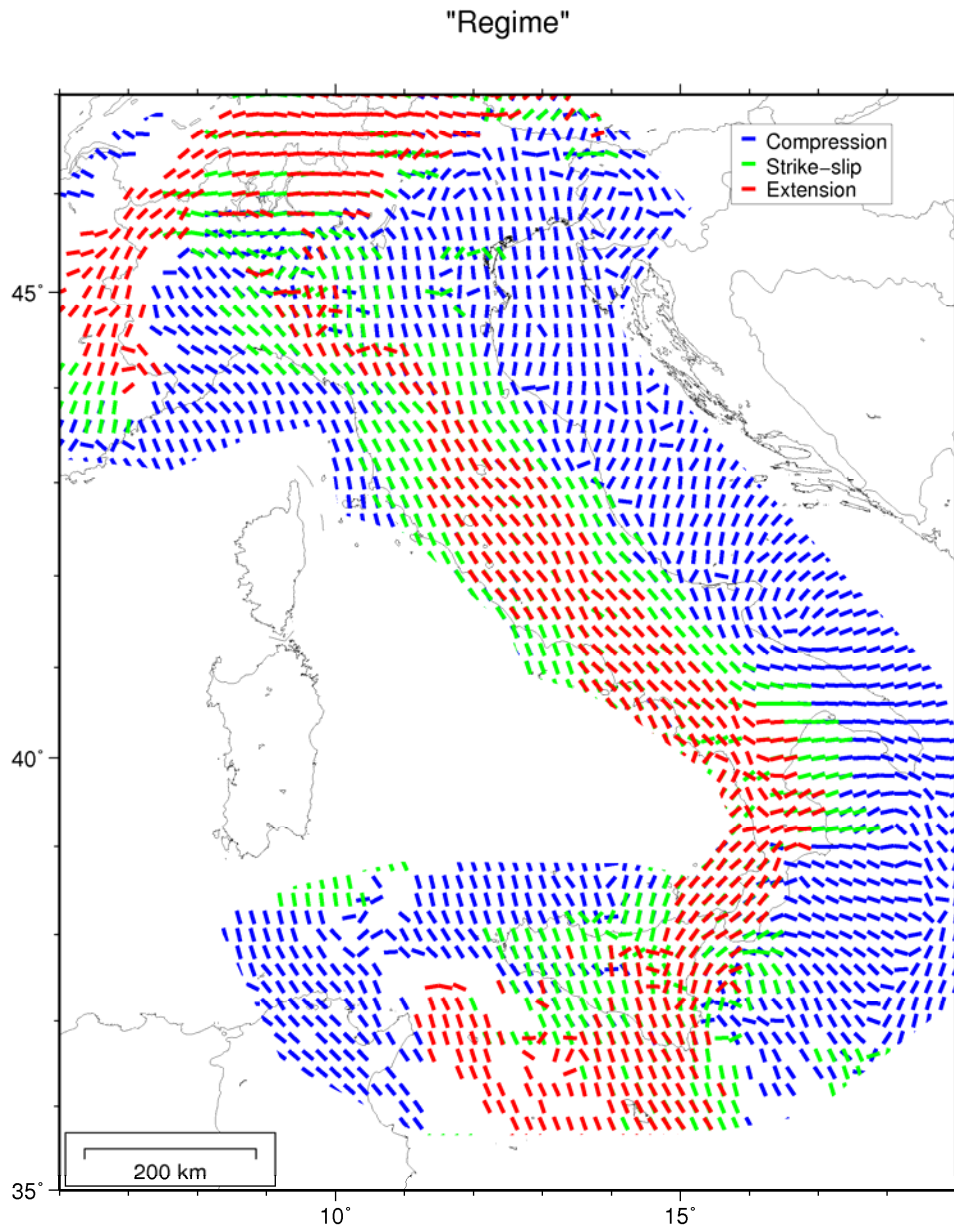 "Regime"
Compression
Strike-slip
Extension
45°
40°
35°
200 km
10°
15°